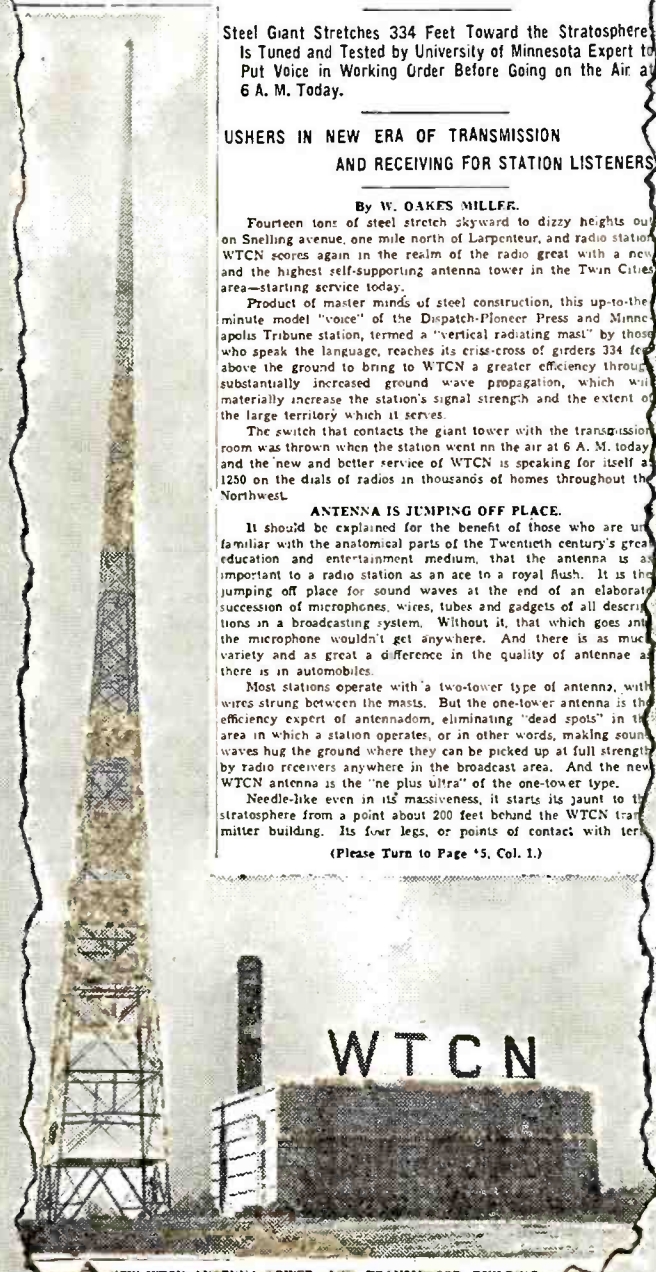 Steel Giant Stretches 334 Feet Toward the Stratosphere
Is Tuned and Tested by University of Minnesota Expert to
Put Voice in Working Order Before Going on the Air at
6 A. M. Today.
USHERS IN NEW ERA OF TRANSMISSION
AND RECEIVING FOR STATION LISTENERS
By W. OAKES MILLER.
Fourteen tons of steel stretch skyward to dizzy heights out
on Snelling avenue, one mile north of Larpenteur, and radio station
WTCN scores again in the realm of the radio great with a new
and the highest self-supporting antenna tower in the Twin Cities
area—starting service today.
Product of master minds of steel construction, this up-to-the-
minute model "voice" of the Dispatch-Pioneer Press and Minne-
apolis Tribune station, termed a "vertical radiating mast" by those
who speak the language, reaches its criss-cross of girders 334 feet
above the ground to bring to WTCN a greater efficiency through
substantially increased ground wave propagation, which will
materially increase the station's signal strength and the extent of
the large territory which it serves.
The switch that contacts the giant tower with the transmission
room was thrown when the station went on the air at 6 A. M. today
and the new and better service of WTCN is speaking for itself at
1250 on the dials of radios in thousands of homes throughout the
Northwest.
ANTENNA IS JUMPING OFF PLACE.
It should be explained for the benefit of those who are un-
familiar with the anatomical parts of the Twentieth century's great
education and entertainment medium, that the antenna is as
important to a radio station as an ace to a royal flush. It is the
jumping off place for sound waves at the end of an elaborate
succession of microphones, wires, tubes and gadgets of all descrip-
tions in a broadcasting system. Without it, that which goes into
the microphone wouldn't get anywhere. And there is as much
variety and as great a difference in the quality of antennae as
there is in automobiles.
Most stations operate with a two-tower type of antenna, with
wires strung between the masts. But the one-tower antenna is the
efficiency expert of antennadom, eliminating "dead spots" in the
area in which a station operates, or in other words, making sound
waves hug the ground where they can be picked up at full strength
by radio receivers anywhere in the broadcast area. And the new
WTCN antenna is the "ne plus ultra" of the one-tower type.
Needle-like even in its massiveness, it starts its jaunt to the
stratosphere from a point about 200 feet behind the WTCN trans-
mitter building. Its four legs, or points of contact with ter-
(Please Turn to Page *5, Col. 1.)
WTCN